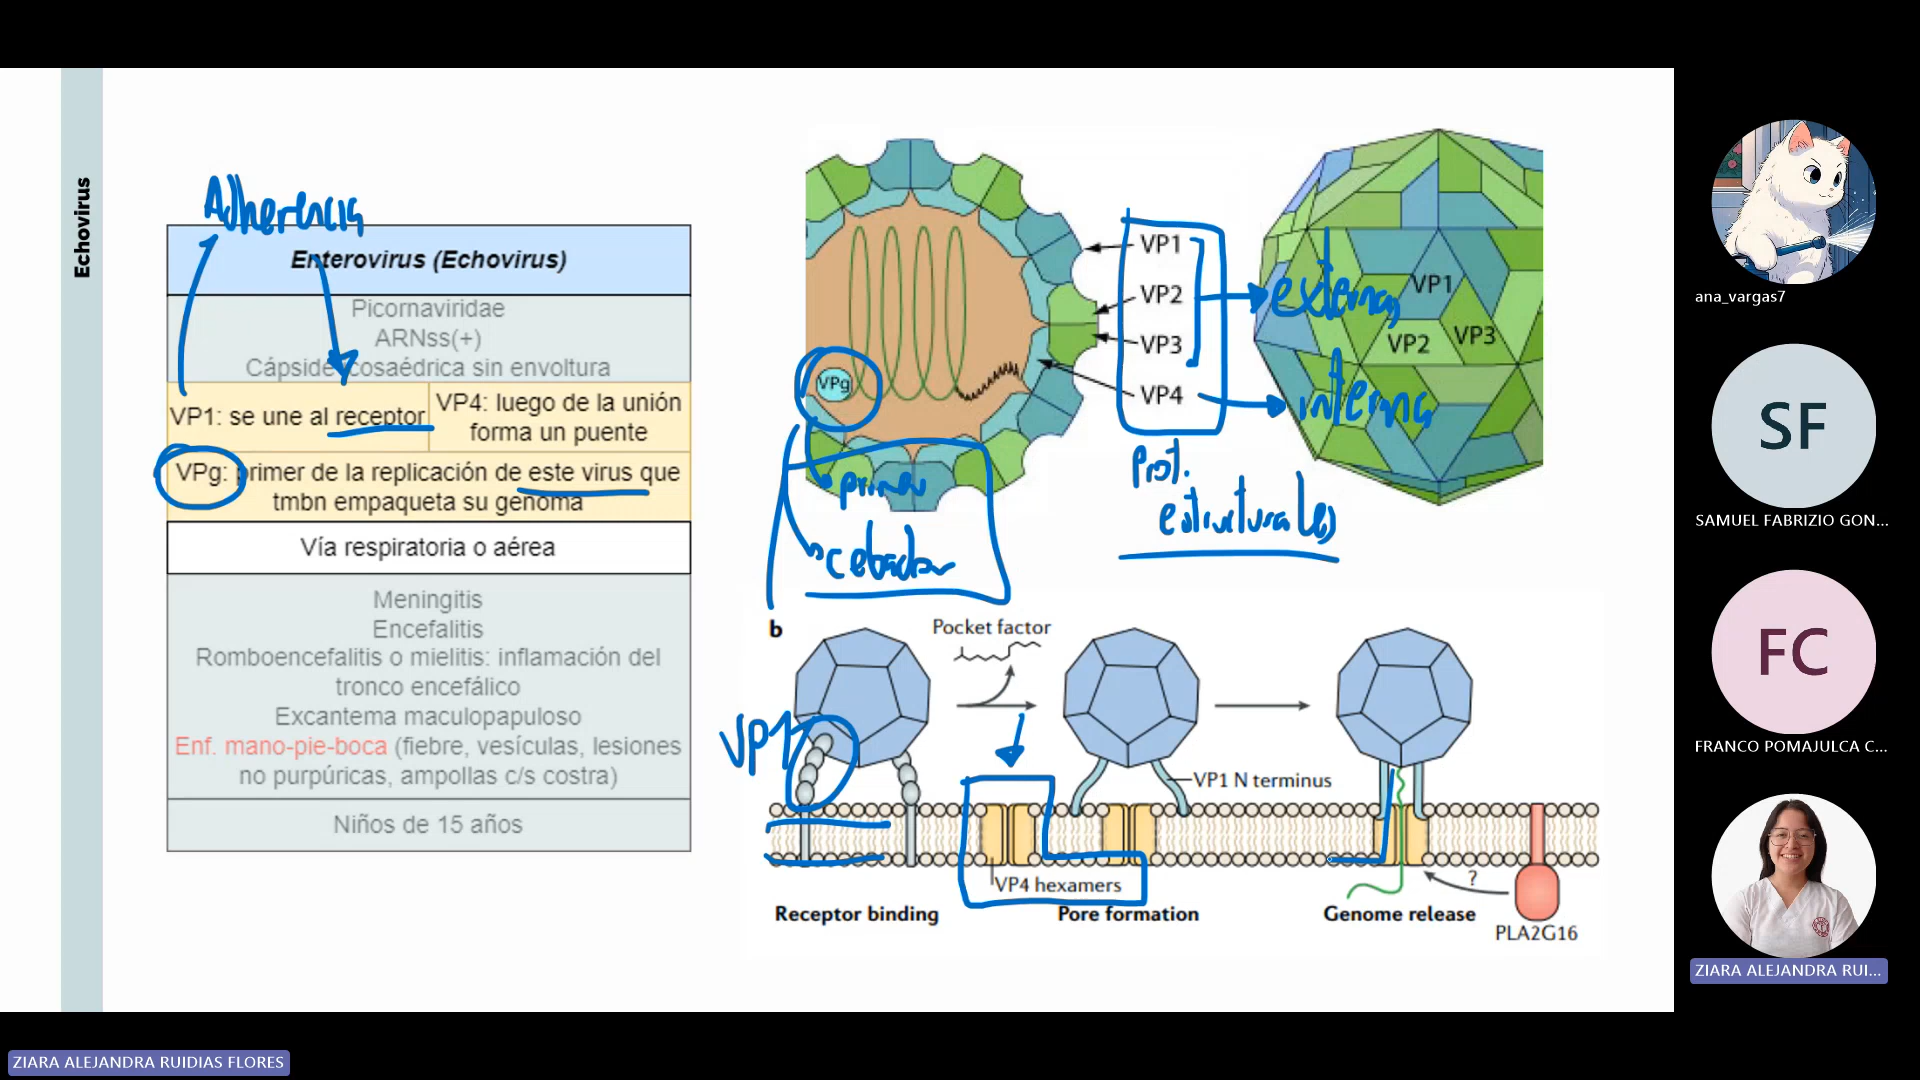 Echovirus
Adherencia
Enterovirus (Echovirus)
Picornaviridae
ARNss(+)
Cápside icosaédrica sin envoltura
VP1: se une al receptor
VP4: luego de la unión
forma un puente
VPg: primer de la replicación de este virus que
tmbn empaqueta su genoma
Vía respiratoria o aérea
Meningitis
Encefalitis
Romboencefalitis o mielitis: inflamación del
tronco encefálico
Excantema maculopapuloso
Enf. mano-pie-boca (fiebre, vesículas, lesiones
no purpúricas, ampollas c/s costra)
Niños de 15 años
VPg
VP1
VP2
VP3
VP4
externa
interna
VP1
VP2
VP3
primer
cebador
Prot.
estructurales
b
Pocket factor
VP1
VP1 N terminus
VP4 hexamers
?
Receptor binding
Pore formation
Genome release
PLA2G16
ana_vargas7
SF
SAMUEL FABRIZIO GON...
FC
FRANCO POMAJULCA C...
ZIARA ALEJANDRA RUI...
ZIARA ALEJANDRA RUIDIAS FLORES